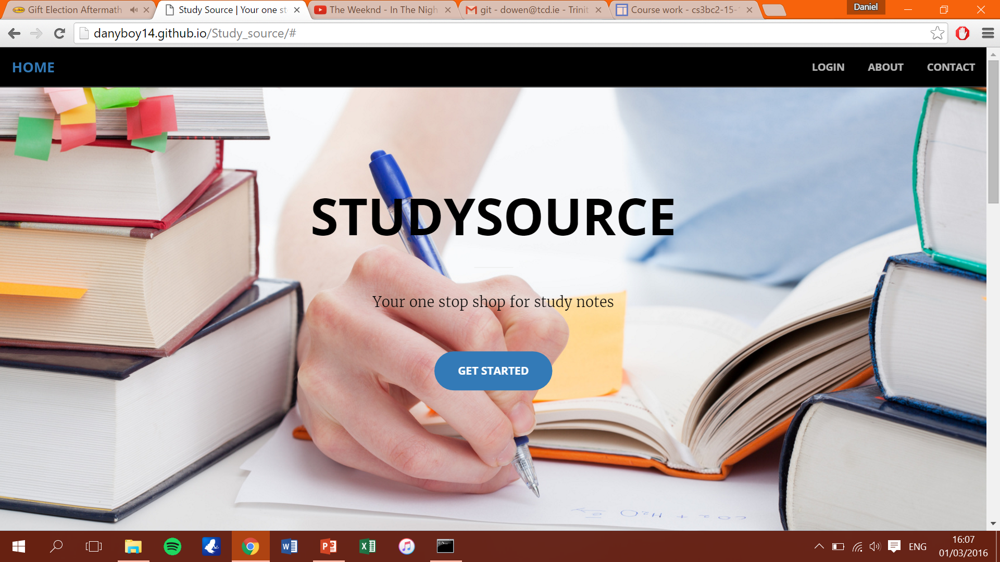 Gift Election Aftermath
Study Source | Your one st
The Weeknd - In The Nigh
git - dowen@tcd.ie - Trinit
Course work - cs3bc2-15-
Daniel
danyboy14.github.io/Study_source/#
HOME
LOGIN
ABOUT
CONTACT
STUDYSOURCE
Your one stop shop for study notes
GET STARTED
ENG
16:07
01/03/2016